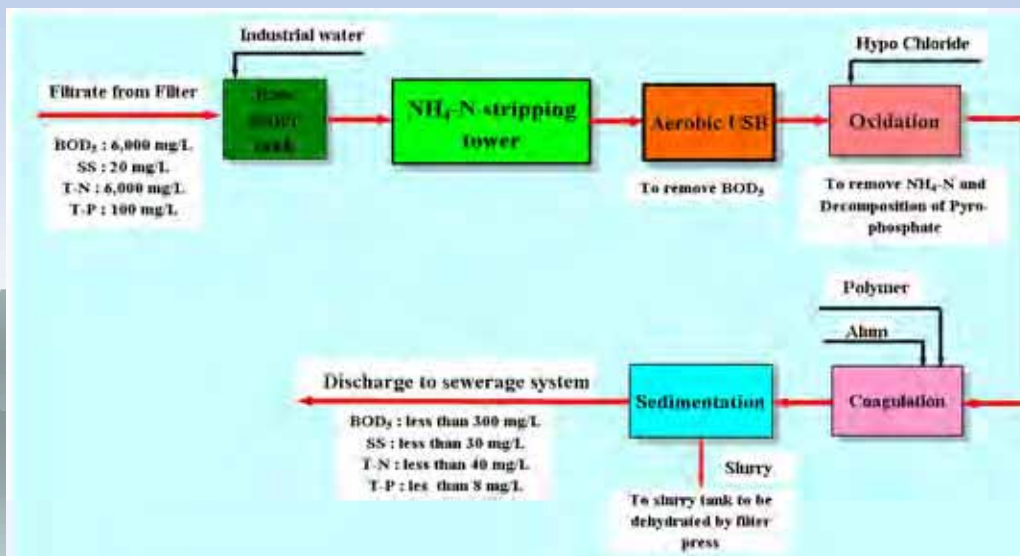 Industrial water
Hypo Chloride
Filtrate from Filter
water
tank
NH₄-N stripping
tower
Aerobic USB
Oxidation
BOD₅ : 6,000 mg/L
SS : 20 mg/L
T-N : 6,000 mg/L
T-P : 100 mg/L
To remove BOD₅
To remove NH₄-N and
Decomposition of Pyro-
phosphate
Polymer
Alum
Discharge to sewerage system
Sedimentation
Coagulation
BOD₅ : less than 300 mg/L
SS : less than 30 mg/L
T-N : less than 40 mg/L
T-P : les than 8 mg/L
Slurry
To slurry tank to be
dehydrated by filter
press